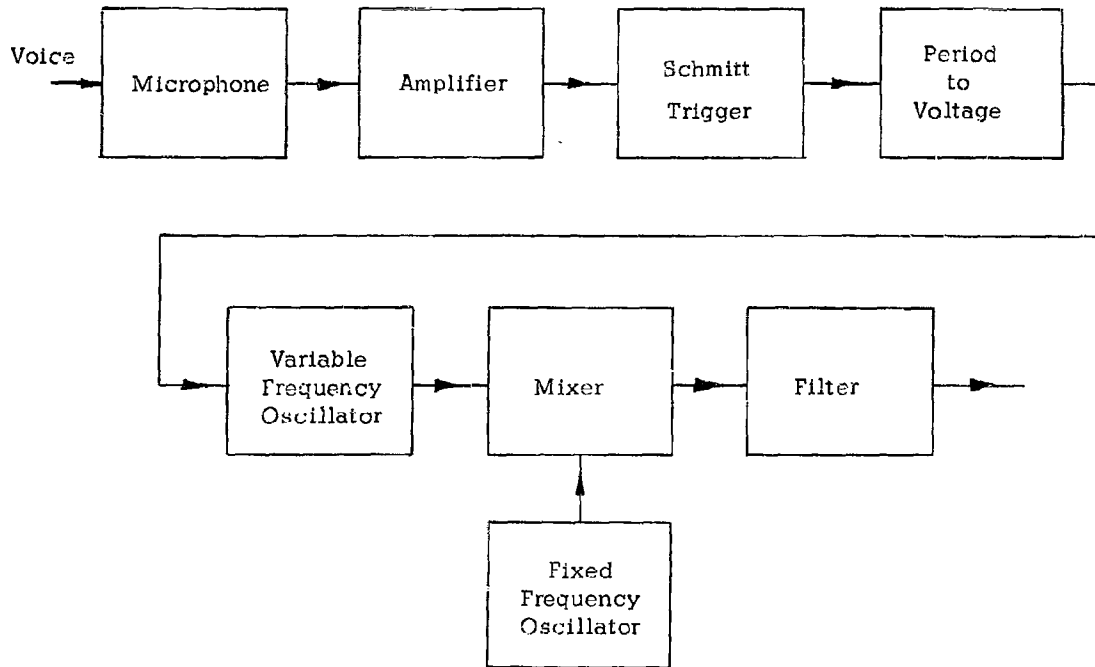 Voice
Microphone
Amplifier
Schmitt
Trigger
Period
to
Voltage
Variable
Frequency
Oscillator
Mixer
Filter
Fixed
Frequency
Oscillator